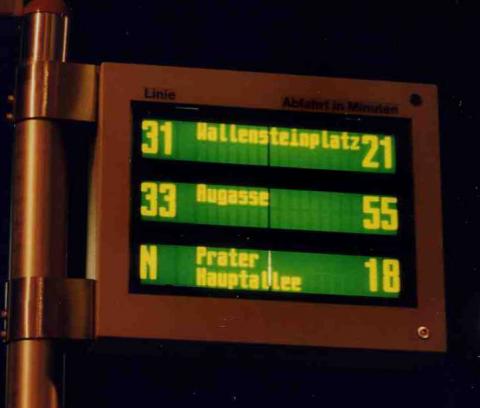 Linie Abfahrt in Minuten
31 Wallensteinplatz 21
33 Augasse 55
N Prater 18
Hauptallee